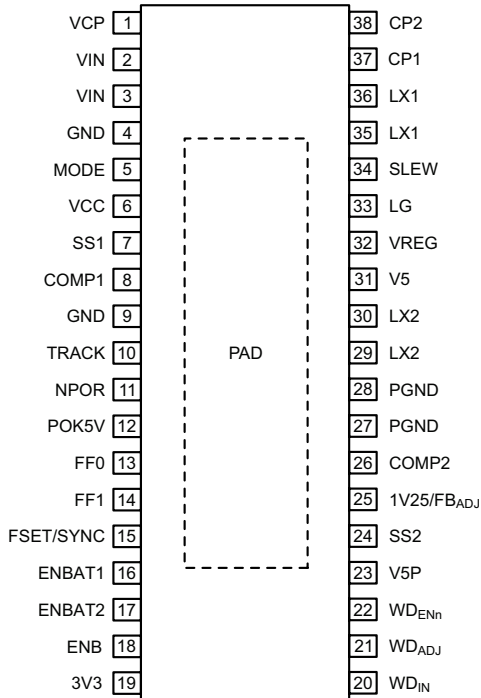 VCP 1
VIN 2
VIN 3
GND 4
MODE 5
VCC 6
SS1 7
COMP1 8
GND 9
TRACK 10
NPOR 11
POK5V 12
FF0 13
FF1 14
FSET/SYNC 15
ENBAT1 16
ENBAT2 17
ENB 18
3V3 19
PAD
38 CP2
37 CP1
36 LX1
35 LX1
34 SLEW
33 LG
32 VREG
31 V5
30 LX2
29 LX2
28 PGND
27 PGND
26 COMP2
25 1V25/FBADJ
24 SS2
23 V5P
22 WDENn
21 WDADJ
20 WDIN